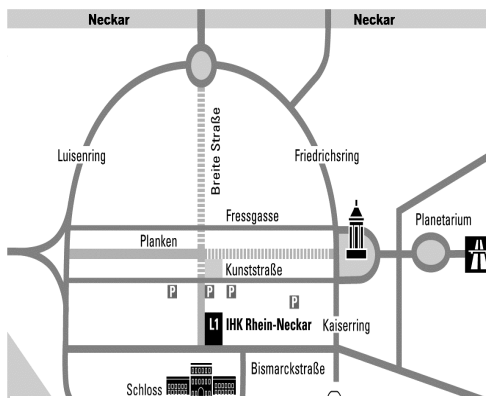 Neckar Neckar
Breite Straße
Luisenring Friedrichsring
Fressgasse
Planetarium
Planken
Kunststraße
P P P
P
L1 IHK Rhein-Neckar Kaiserring
Bismarckstraße
Schloss